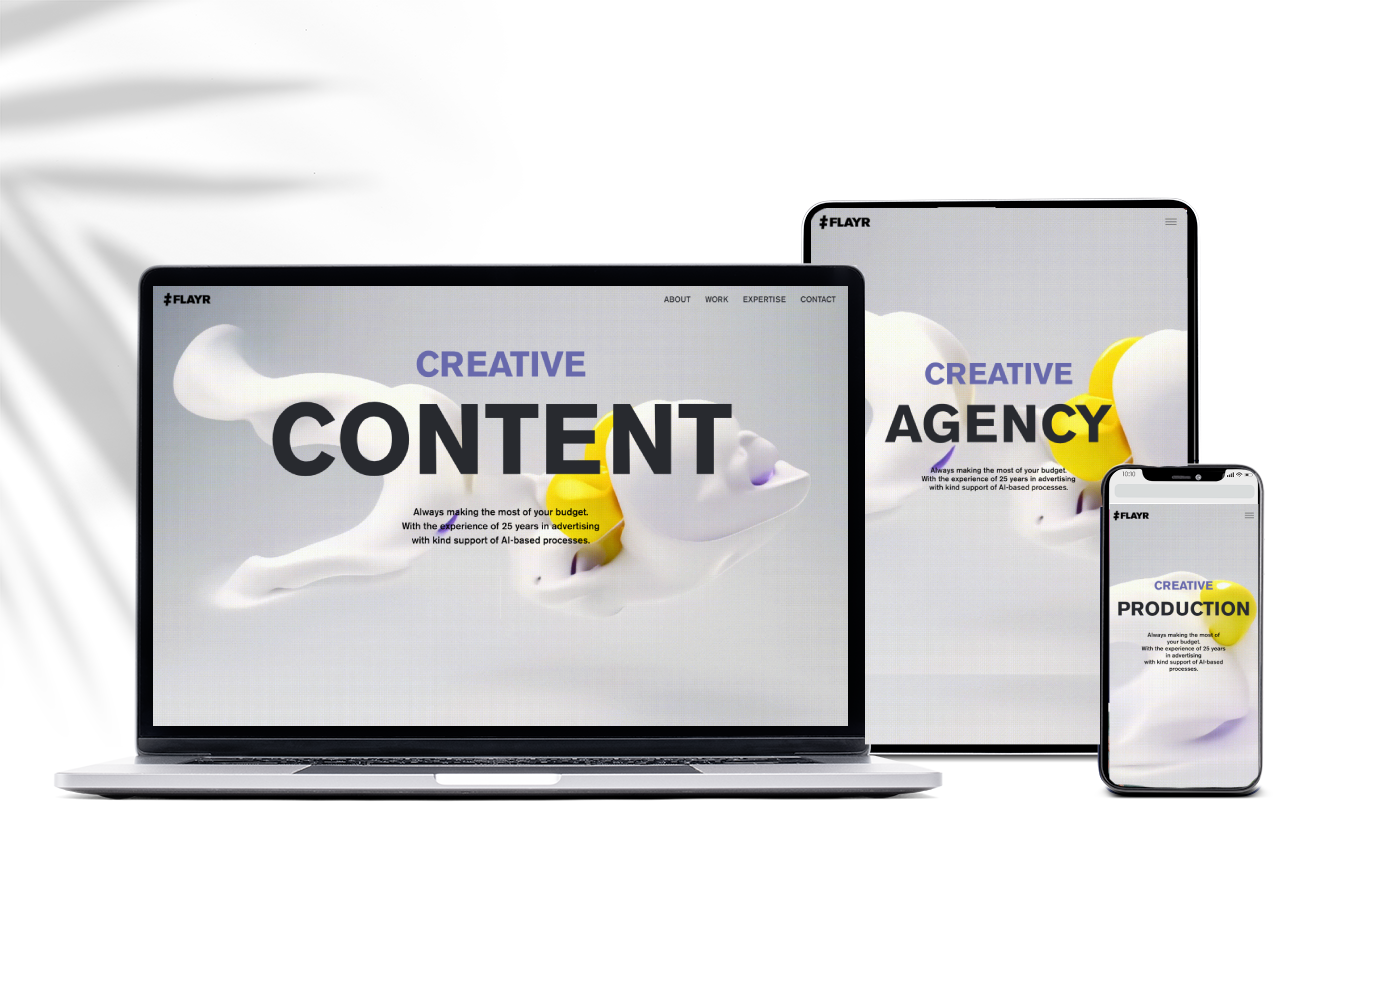 FLAYR
ABOUT WORK EXPERTISE CONTACT
CREATIVE
CONTENT
Always making the most of your budget.
With the experience of 25 years in advertising
with kind support of AI-based processes.
FLAYR
CREATIVE
AGENCY
Always making the most of your budget.
With the experience of 25 years in advertising
with kind support of AI-based processes.
10:10
FLAYR
CREATIVE
PRODUCTION
Always making the most of
your budget.
With the experience of 25 years
in advertising
with kind support of AI-based
processes.